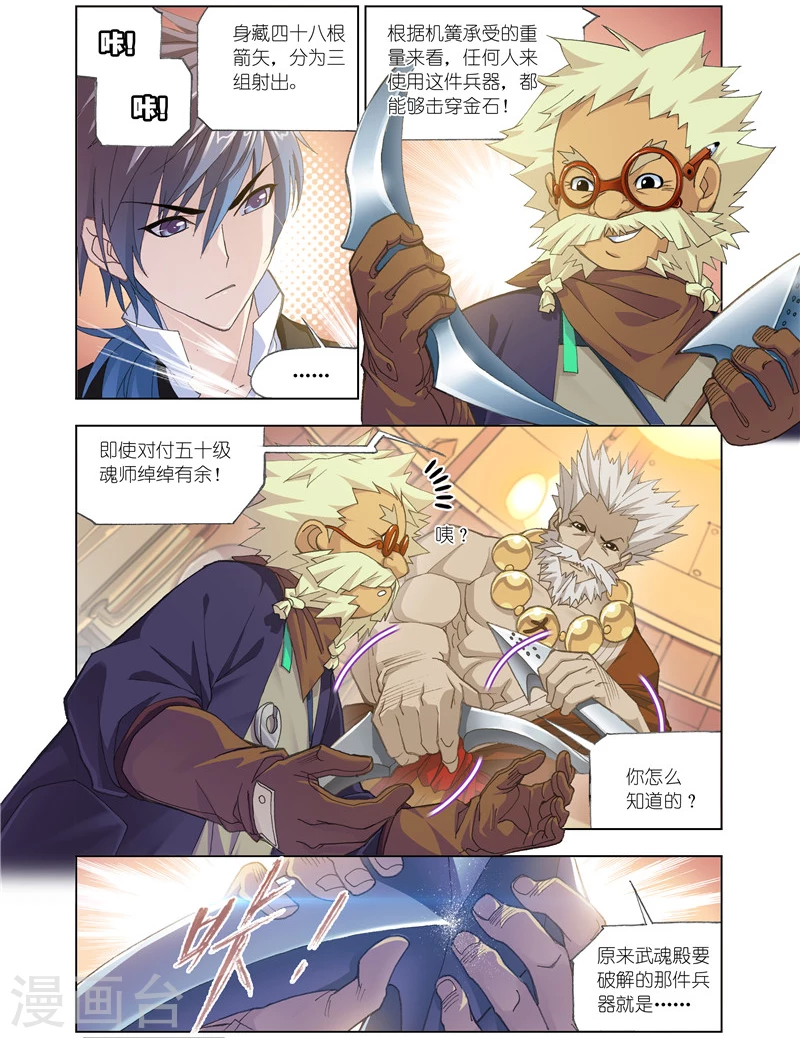 咔!
咔!
身藏四十八根
箭矢，分为三
组射出。
根据机簧承受的重
量来看，任何人来
使用这件兵器，都
能够击穿金石！
……
即使对付五十级
魂师绰绰有余！
咦？
你怎么
知道的？
咔!
原来武魂殿要
破解的那件兵
器就是……
漫画台